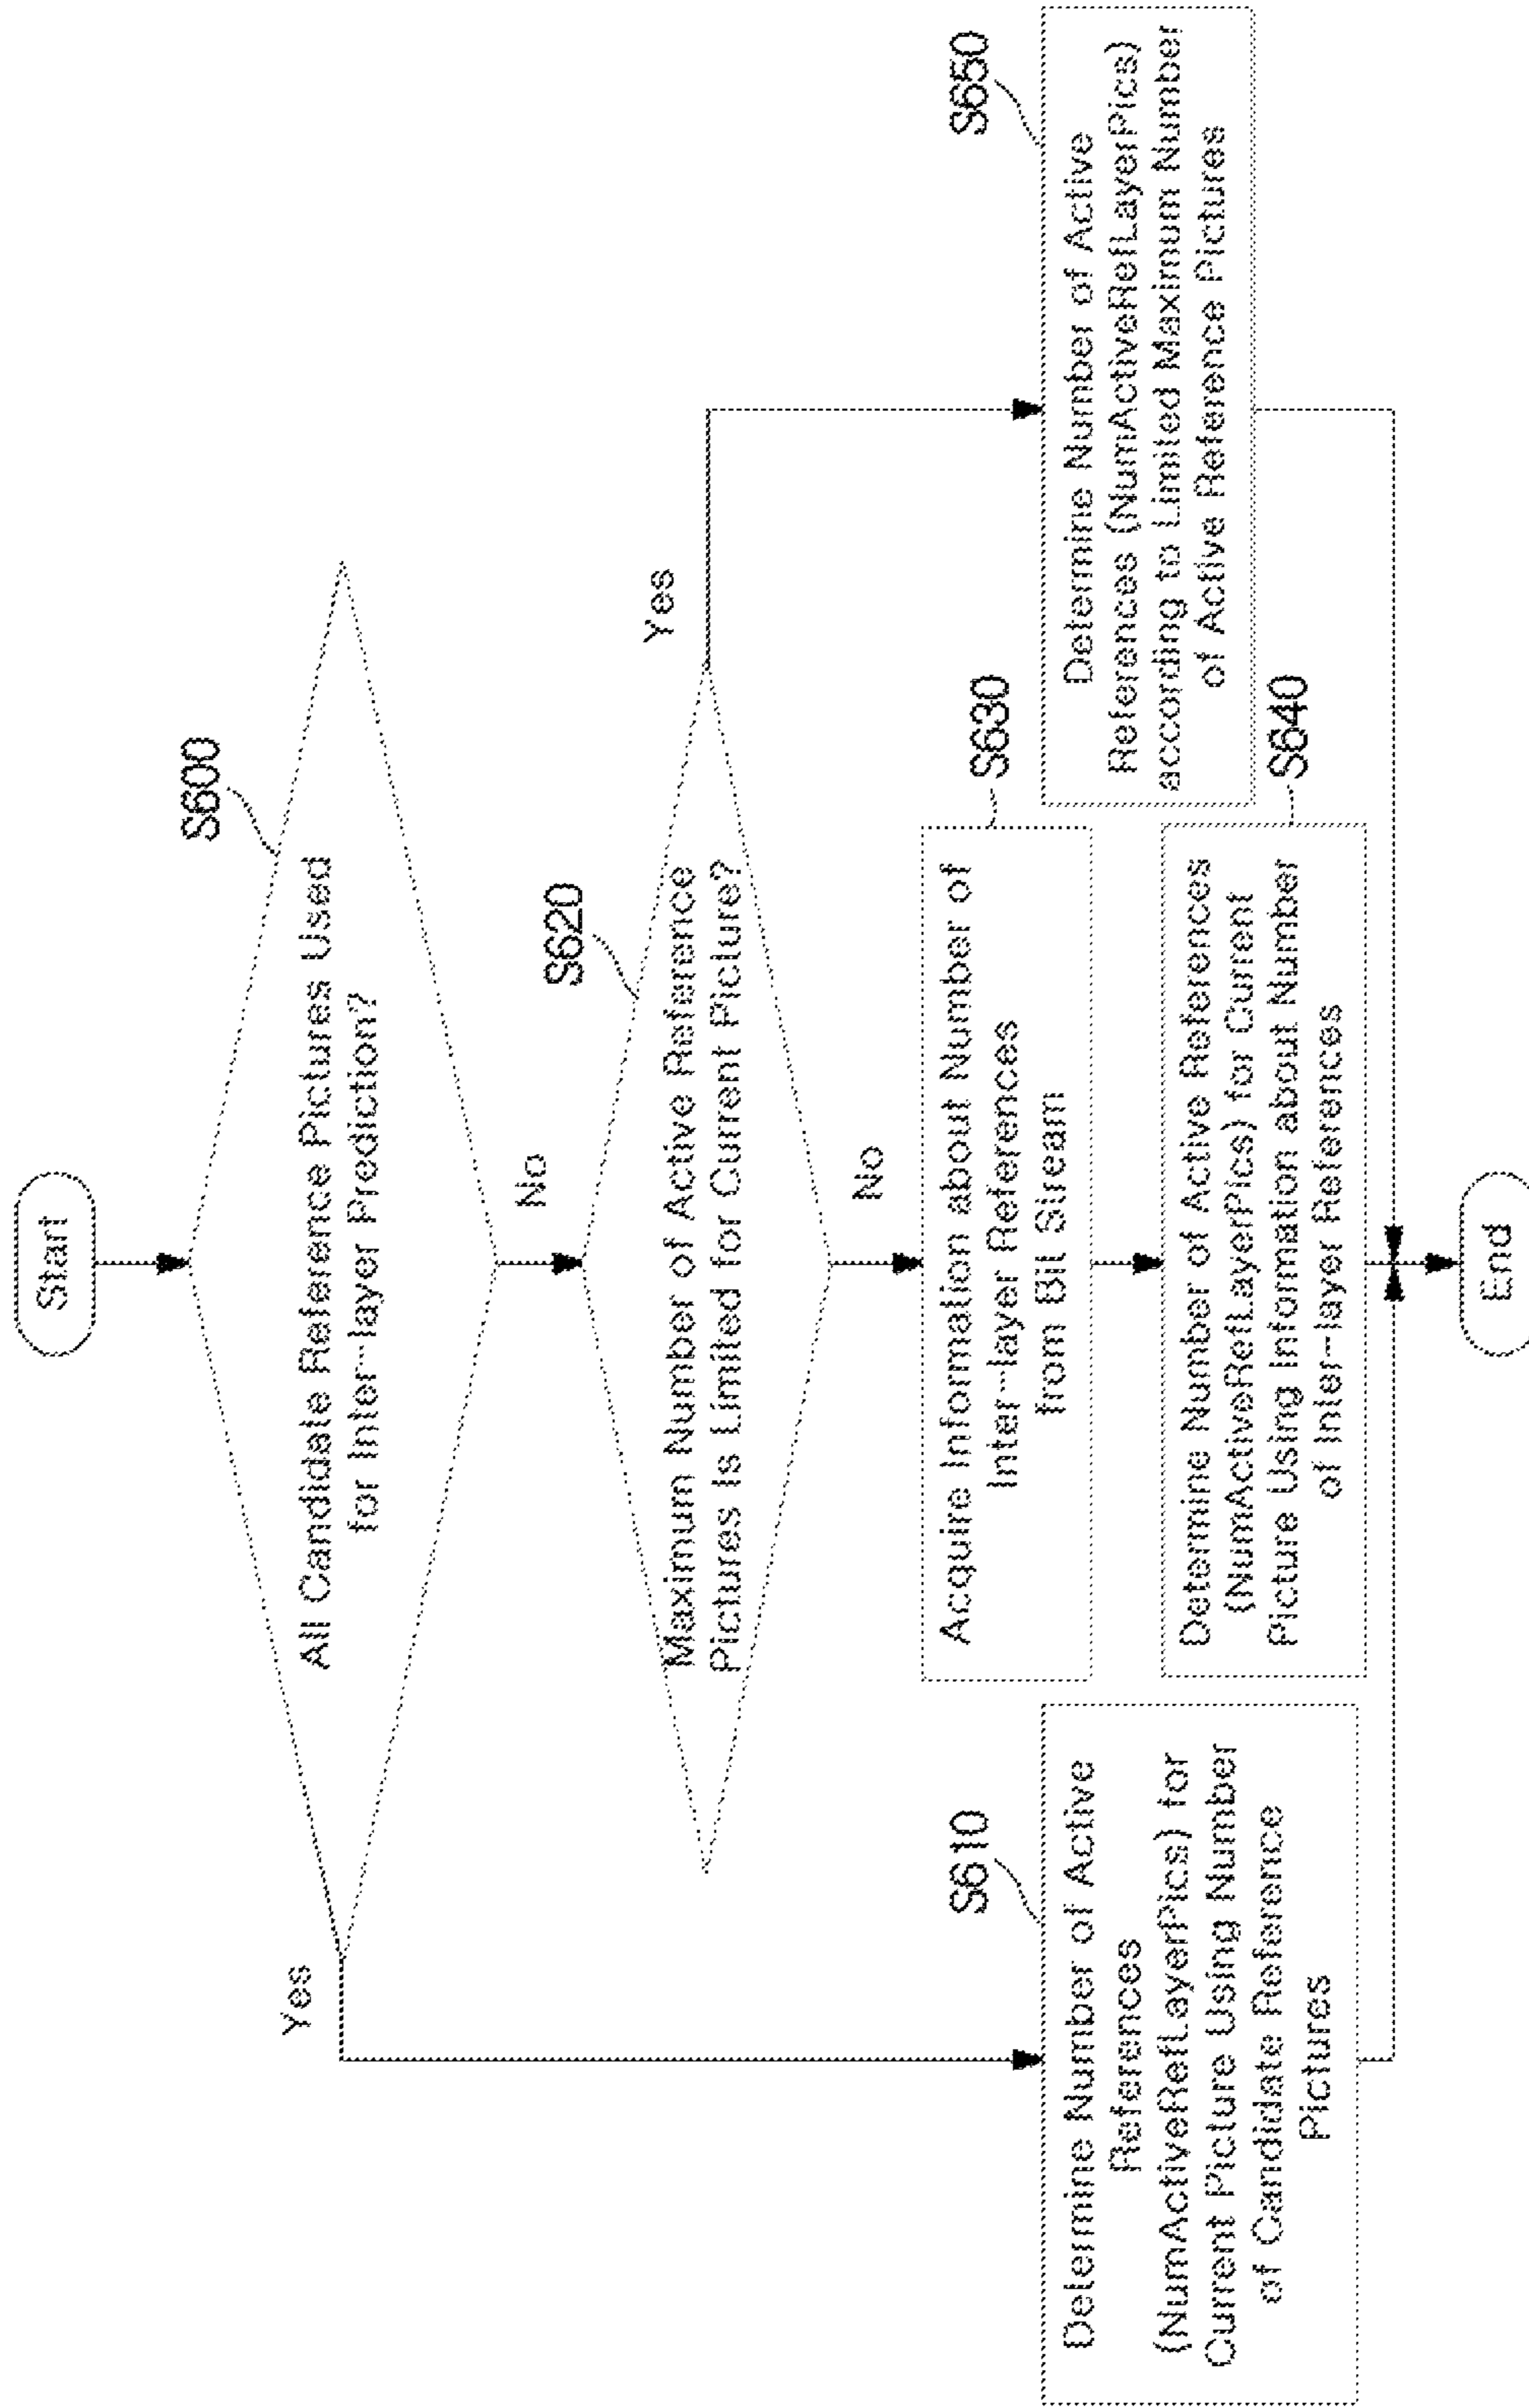 Start
S600
All Candidate Reference Pictures Used
for Inter-layer Prediction?
Yes
No
S620
Maximum Number of Active Reference
Pictures Is Limited for Current Picture?
Yes
No
S610
Determine Number of Active
References
(NumActiveRefLayerPics) for
Current Picture Using Number
of Candidate Reference
Pictures
S630
Acquire Information about Number of
Inter-layer References
from Bit Stream
S640
Determine Number of Active References
(NumActiveRefLayerPics) for Current
Picture Using Information about Number
of Inter-layer References
S650
Determine Number of Active
References (NumActiveRefLayerPics)
according to Limited Maximum Number
of Active Reference Pictures
End